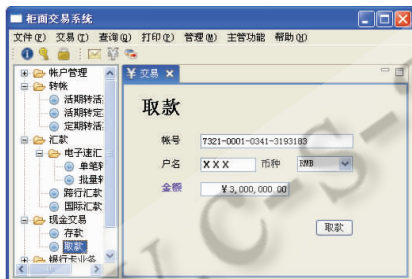 柜面交易系统
文件(F) 交易(T) 查询(Q) 打印(P) 管理(M) 主管功能 帮助(H)
帐户管理
转帐
活期转活
活期转定
定期转活
汇款
电子速汇
单笔转
批量转
跨行汇款
国际汇款
现金交易
存款
取款
银行卡业务
¥ 交易
取款
帐号 7321-0001-0341-3193183
户名 XXX 币种 RMB
金额 ¥3,000,000.00
取款